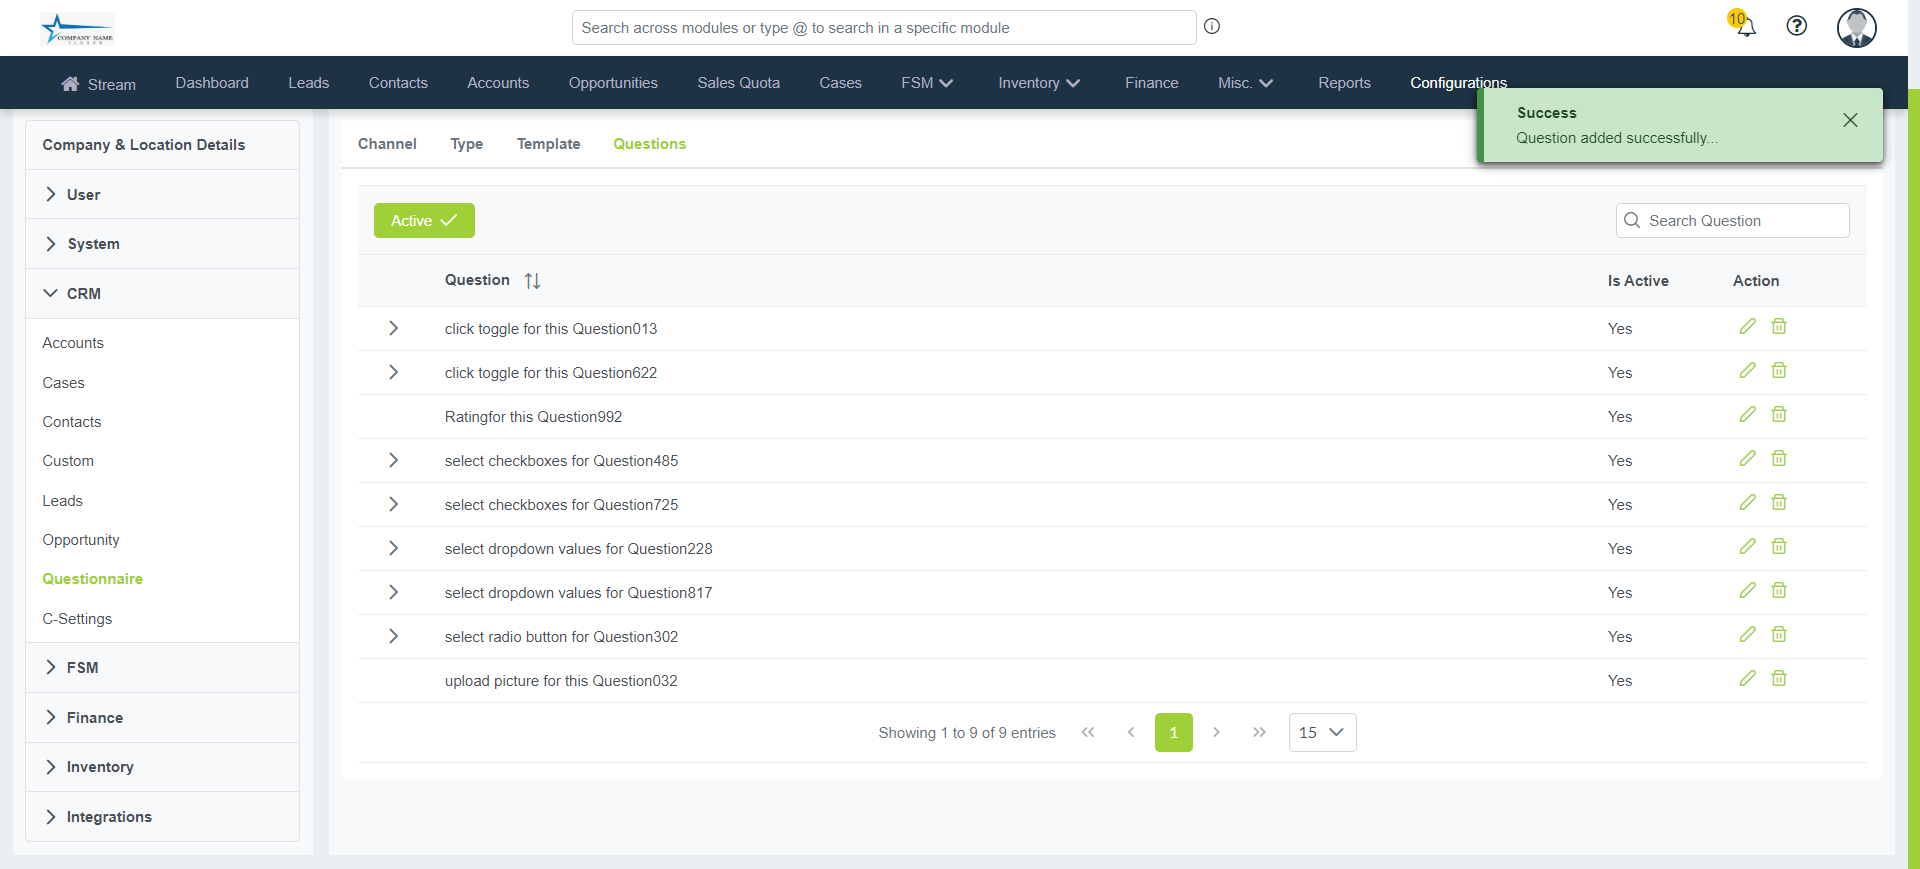 COMPANY NAME
Search across modules or type @ to search in a specific module
10
Stream
Dashboard
Leads
Contacts
Accounts
Opportunities
Sales Quota
Cases
FSM
Inventory
Finance
Misc.
Reports
Configurations
Success
Question added successfully...
Company & Location Details
User
System
CRM
Accounts
Cases
Contacts
Custom
Leads
Opportunity
Questionnaire
C-Settings
FSM
Finance
Inventory
Integrations
Channel
Type
Template
Questions
Active
Search Question
Question
Is Active
Action
click toggle for this Question013
Yes
click toggle for this Question622
Yes
Ratingfor this Question992
Yes
select checkboxes for Question485
Yes
select checkboxes for Question725
Yes
select dropdown values for Question228
Yes
select dropdown values for Question817
Yes
select radio button for Question302
Yes
upload picture for this Question032
Yes
Showing 1 to 9 of 9 entries
1
15